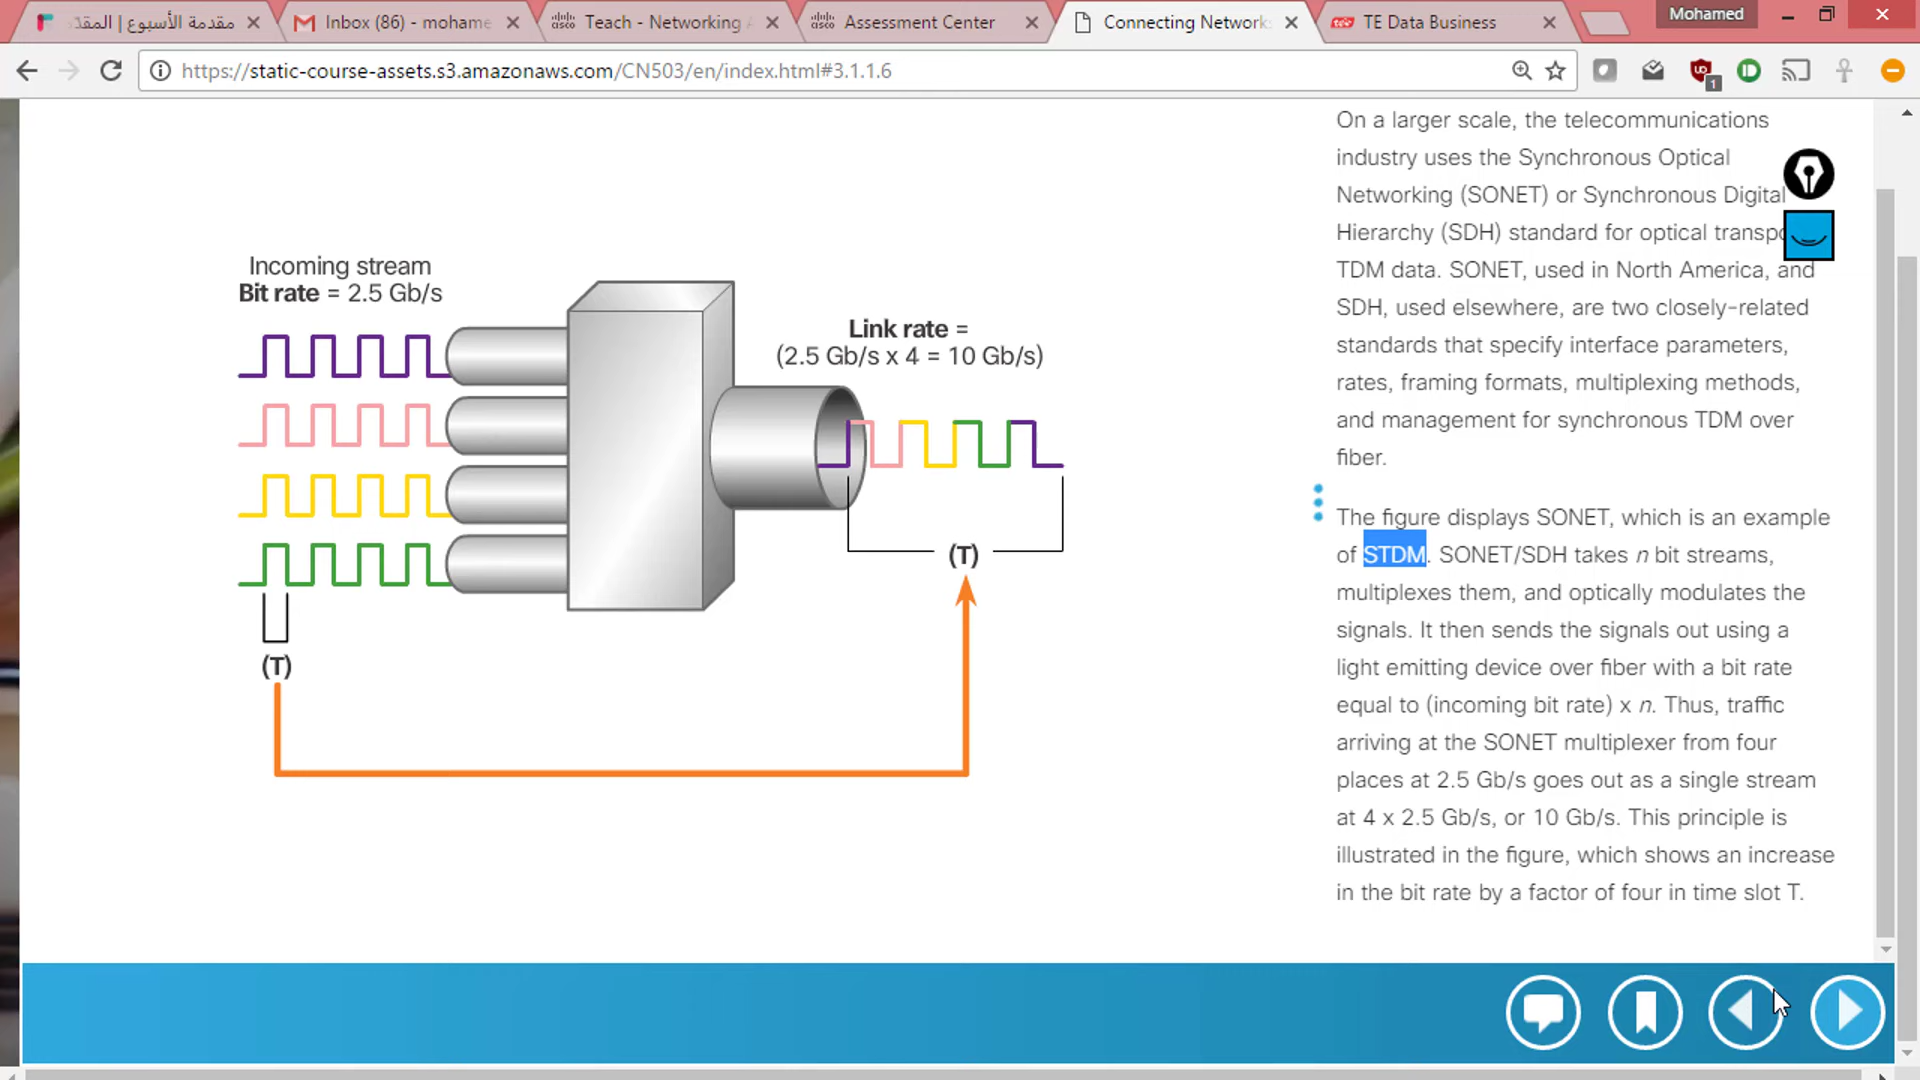 مقدمة الأسبوع | المقدّ
Inbox (86) - mohame
Teach - Networking A
Assessment Center
Connecting Network
TE Data Business
Mohamed
https://static-course-assets.s3.amazonaws.com/CN503/en/index.html#3.1.1.6
1
Incoming stream
Bit rate = 2.5 Gb/s
Link rate =
(2.5 Gb/s x 4 = 10 Gb/s)
(T)
(T)
On a larger scale, the telecommunications
industry uses the Synchronous Optical
Networking (SONET) or Synchronous Digital
Hierarchy (SDH) standard for optical transpo
TDM data. SONET, used in North America, and
SDH, used elsewhere, are two closely-related
standards that specify interface parameters,
rates, framing formats, multiplexing methods,
and management for synchronous TDM over
fiber.
The figure displays SONET, which is an example
of STDM. SONET/SDH takes n bit streams,
multiplexes them, and optically modulates the
signals. It then sends the signals out using a
light emitting device over fiber with a bit rate
equal to (incoming bit rate) x n. Thus, traffic
arriving at the SONET multiplexer from four
places at 2.5 Gb/s goes out as a single stream
at 4 x 2.5 Gb/s, or 10 Gb/s. This principle is
illustrated in the figure, which shows an increase
in the bit rate by a factor of four in time slot T.